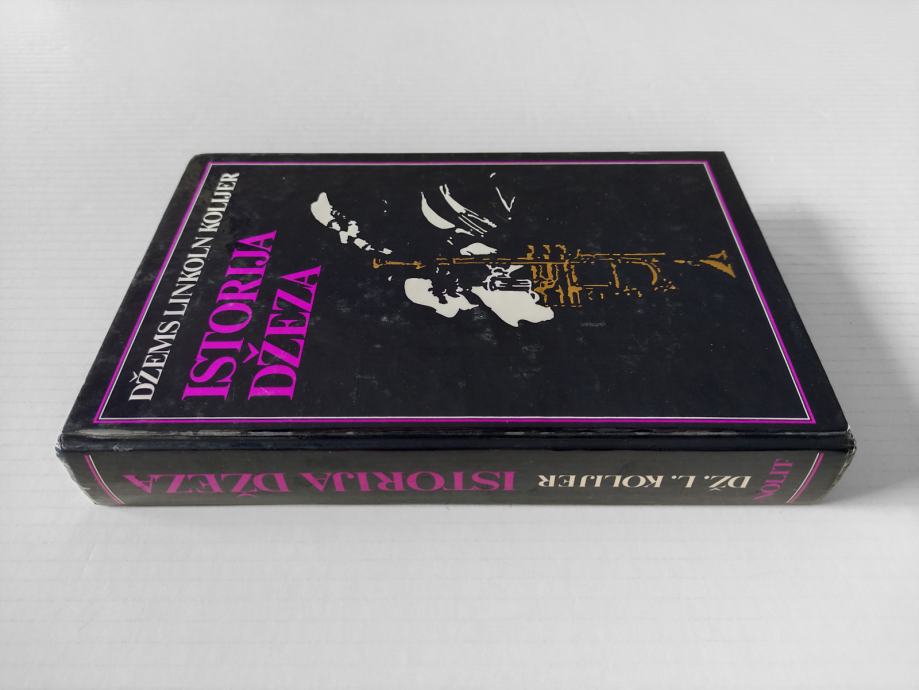 DŽEMS LINKOLN KOLIJER
ISTORIJA
DŽEZA
DŽ. L. KOLIJER
ISTORIJA DŽEZA
NOLIT